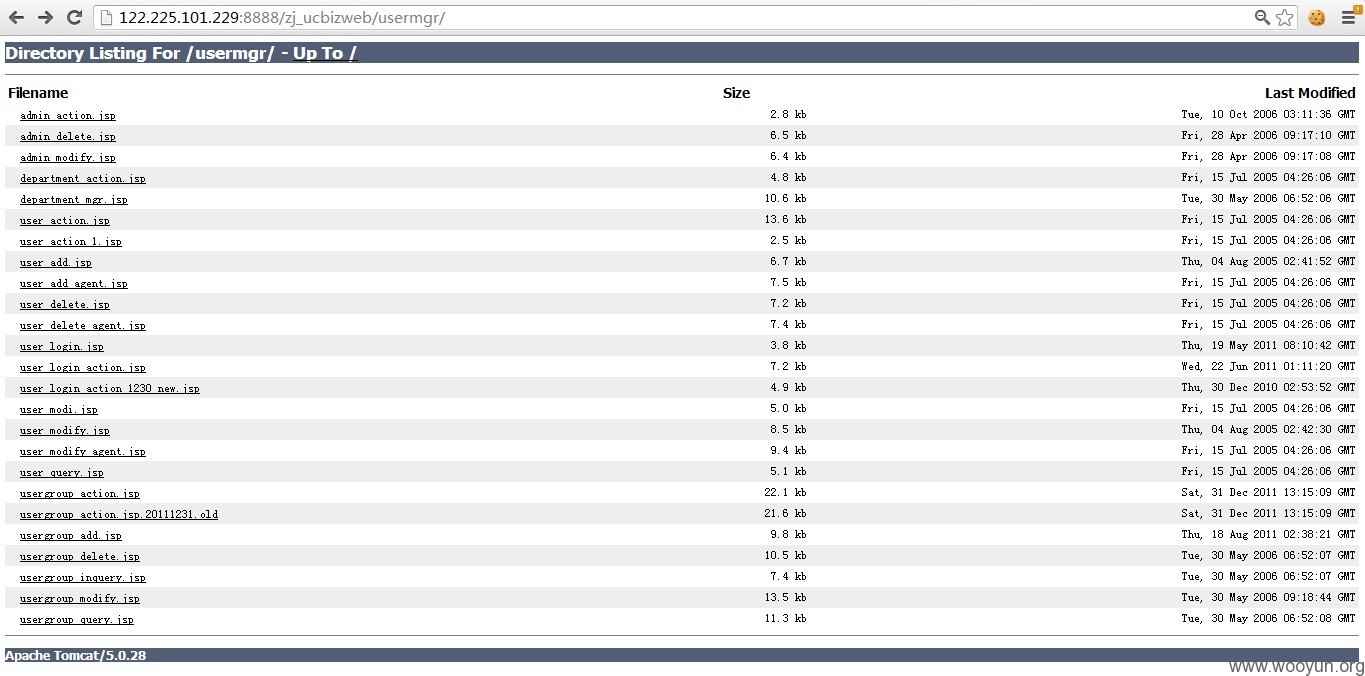 122.225.101.229:8888/zj_ucbizweb/usermgr/
Directory Listing For /usermgr/ - Up To /
Filename Size Last Modified
admin_action.jsp 2.8 kb Tue, 10 Oct 2006 03:11:36 GMT
admin_delete.jsp 6.5 kb Fri, 28 Apr 2006 09:17:10 GMT
admin_modify.jsp 6.4 kb Fri, 28 Apr 2006 09:17:08 GMT
department_action.jsp 4.8 kb Fri, 15 Jul 2005 04:26:06 GMT
department_mgr.jsp 10.6 kb Tue, 30 May 2006 06:52:06 GMT
user_action.jsp 13.6 kb Fri, 15 Jul 2005 04:26:06 GMT
user_action_1.jsp 2.5 kb Fri, 15 Jul 2005 04:26:06 GMT
user_add.jsp 6.7 kb Thu, 04 Aug 2005 02:41:52 GMT
user_add_agent.jsp 7.5 kb Fri, 15 Jul 2005 04:26:06 GMT
user_delete.jsp 7.2 kb Fri, 15 Jul 2005 04:26:06 GMT
user_delete_agent.jsp 7.4 kb Fri, 15 Jul 2005 04:26:06 GMT
user_login.jsp 3.8 kb Thu, 19 May 2011 08:10:42 GMT
user_login_action.jsp 7.2 kb Wed, 22 Jun 2011 01:11:20 GMT
user_login_action_1230_new.jsp 4.9 kb Thu, 30 Dec 2010 02:53:52 GMT
user_modi.jsp 5.0 kb Fri, 15 Jul 2005 04:26:06 GMT
user_modify.jsp 8.5 kb Thu, 04 Aug 2005 02:42:30 GMT
user_modify_agent.jsp 9.4 kb Fri, 15 Jul 2005 04:26:06 GMT
user_query.jsp 5.1 kb Fri, 15 Jul 2005 04:26:06 GMT
usergroup_action.jsp 22.1 kb Sat, 31 Dec 2011 13:15:09 GMT
usergroup_action.jsp.20111231.old 21.6 kb Sat, 31 Dec 2011 13:15:09 GMT
usergroup_add.jsp 9.8 kb Thu, 18 Aug 2011 02:38:21 GMT
usergroup_delete.jsp 10.5 kb Tue, 30 May 2006 06:52:07 GMT
usergroup_inquery.jsp 7.4 kb Tue, 30 May 2006 06:52:07 GMT
usergroup_modify.jsp 13.5 kb Tue, 30 May 2006 09:18:44 GMT
usergroup_query.jsp 11.3 kb Tue, 30 May 2006 06:52:08 GMT
Apache Tomcat/5.0.28
www.wooyun.org